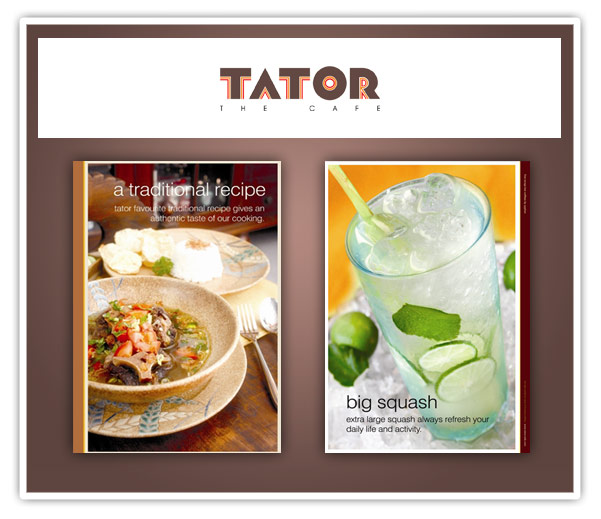 TATOR
THE CAFE
a traditional recipe
tator favourite traditional recipe gives an
authentic taste of our cooking.
big squash
extra large squash always refresh your
daily life and activity.